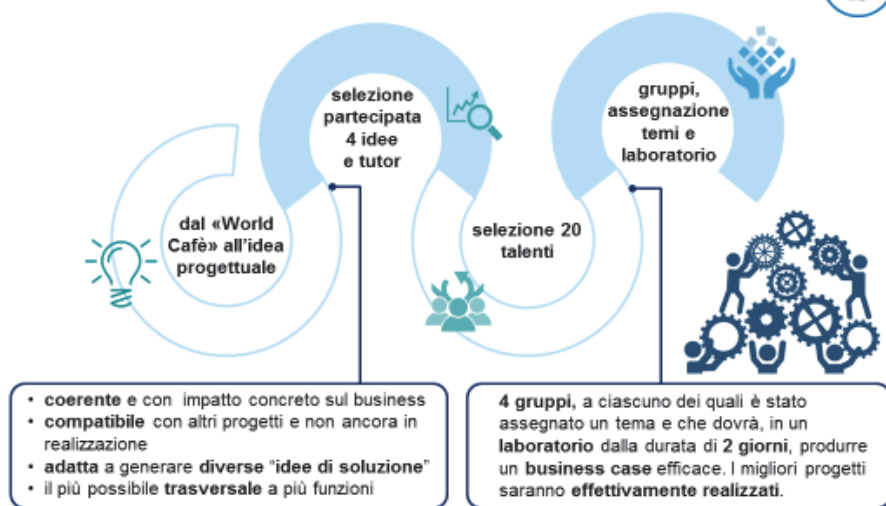 selezione
partecipata
4 idee
e tutor
gruppi,
assegnazione
temi e
laboratorio
dal «World
Cafè» all'idea
progettuale
selezione 20
talenti
• coerente e con impatto concreto sul business
• compatibile con altri progetti e non ancora in
realizzazione
• adatta a generare diverse "idee di soluzione"
• il più possibile trasversale a più funzioni
4 gruppi, a ciascuno dei quali è stato
assegnato un tema e che dovrà, in un
laboratorio dalla durata di 2 giorni, produrre
un business case efficace. I migliori progetti
saranno effettivamente realizzati.